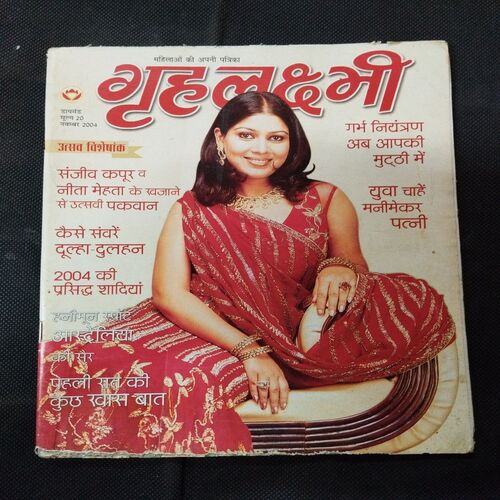 महिलाओं की अपनी पत्रिका
गृहलक्ष्मी
डायमंड
मूल्य 20
नवम्बर 2004
उत्सव विशेषांक
संजीव कपूर व
नीता मेहता के खजाने
से उत्सवी पकवान
कैसे संवरें
दूल्हा-दुलहन
2004 की
प्रसिद्ध शादियां
हनीमून स्पॉट
आस्ट्रेलिया
की सैर
पहली रात की
कुछ खास बात
गर्भ नियंत्रण
अब आपकी
मुट्ठी में
युवा चाहें
मनीमेकर
पत्नी